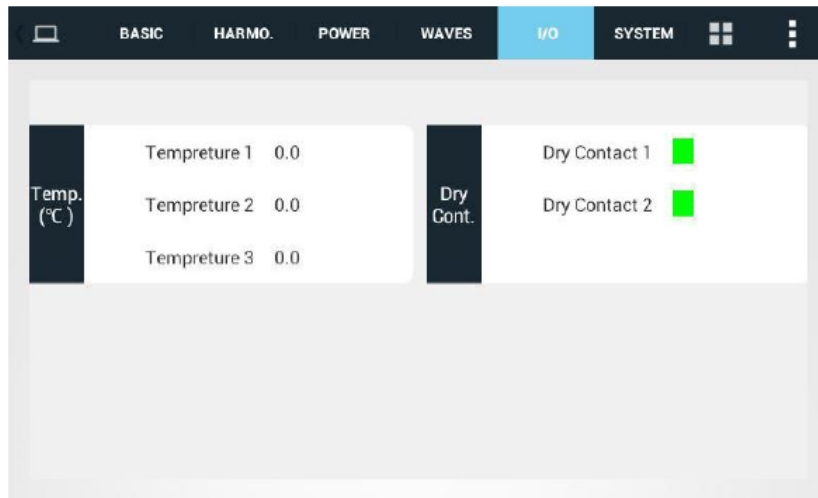 BASIC HARMO. POWER WAVES I/O SYSTEM
Temp.
(℃)
Tempreture 1 0.0
Tempreture 2 0.0
Tempreture 3 0.0
Dry
Cont.
Dry Contact 1
Dry Contact 2